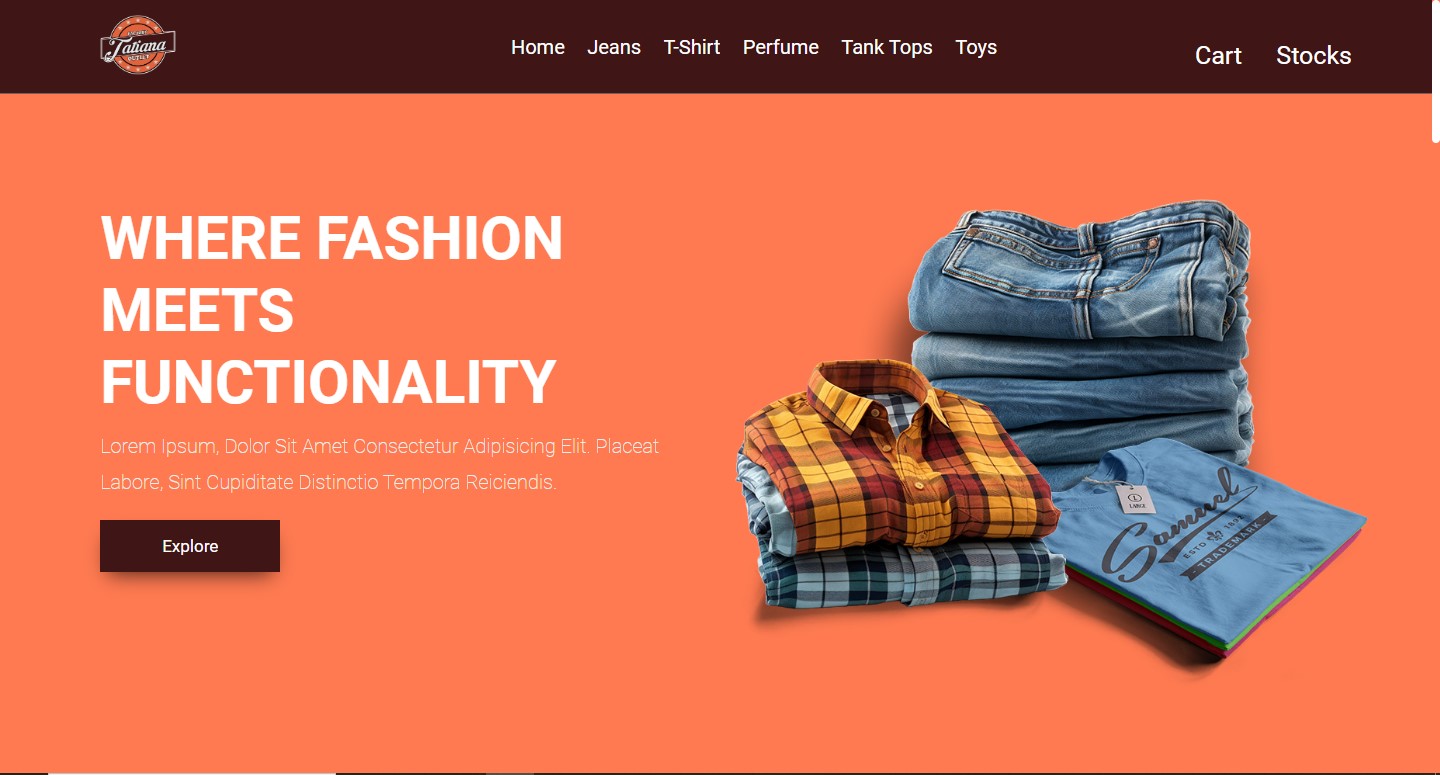 Tatiana
OUTLET
Home Jeans T-Shirt Perfume Tank Tops Toys
Cart Stocks
WHERE FASHION
MEETS
FUNCTIONALITY
Lorem Ipsum, Dolor Sit Amet Consectetur Adipisicing Elit. Placeat
Labore, Sint Cupiditate Distinctio Tempora Reiciendis.
Explore
L
LARGE
Samuel
ESTD 1894
TRADEMARK